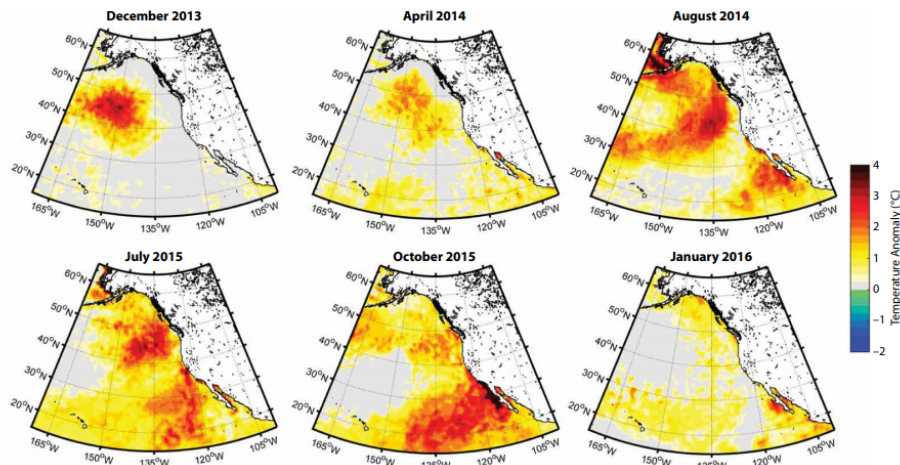 December 2013
April 2014
August 2014
60°N
50°N
40°N
30°N
20°N
165°W
150°W
135°W
120°W
105°W
60°N
50°N
40°N
30°N
20°N
165°W
150°W
135°W
120°W
105°W
60°N
50°N
40°N
30°N
20°N
165°W
150°W
135°W
120°W
105°W
4
3
2
1
0
−1
−2
Temperature Anomaly (°C)
July 2015
October 2015
January 2016
60°N
50°N
40°N
30°N
20°N
165°W
150°W
135°W
120°W
105°W
60°N
50°N
40°N
30°N
20°N
165°W
150°W
135°W
120°W
105°W
60°N
50°N
40°N
30°N
20°N
165°W
150°W
135°W
120°W
105°W